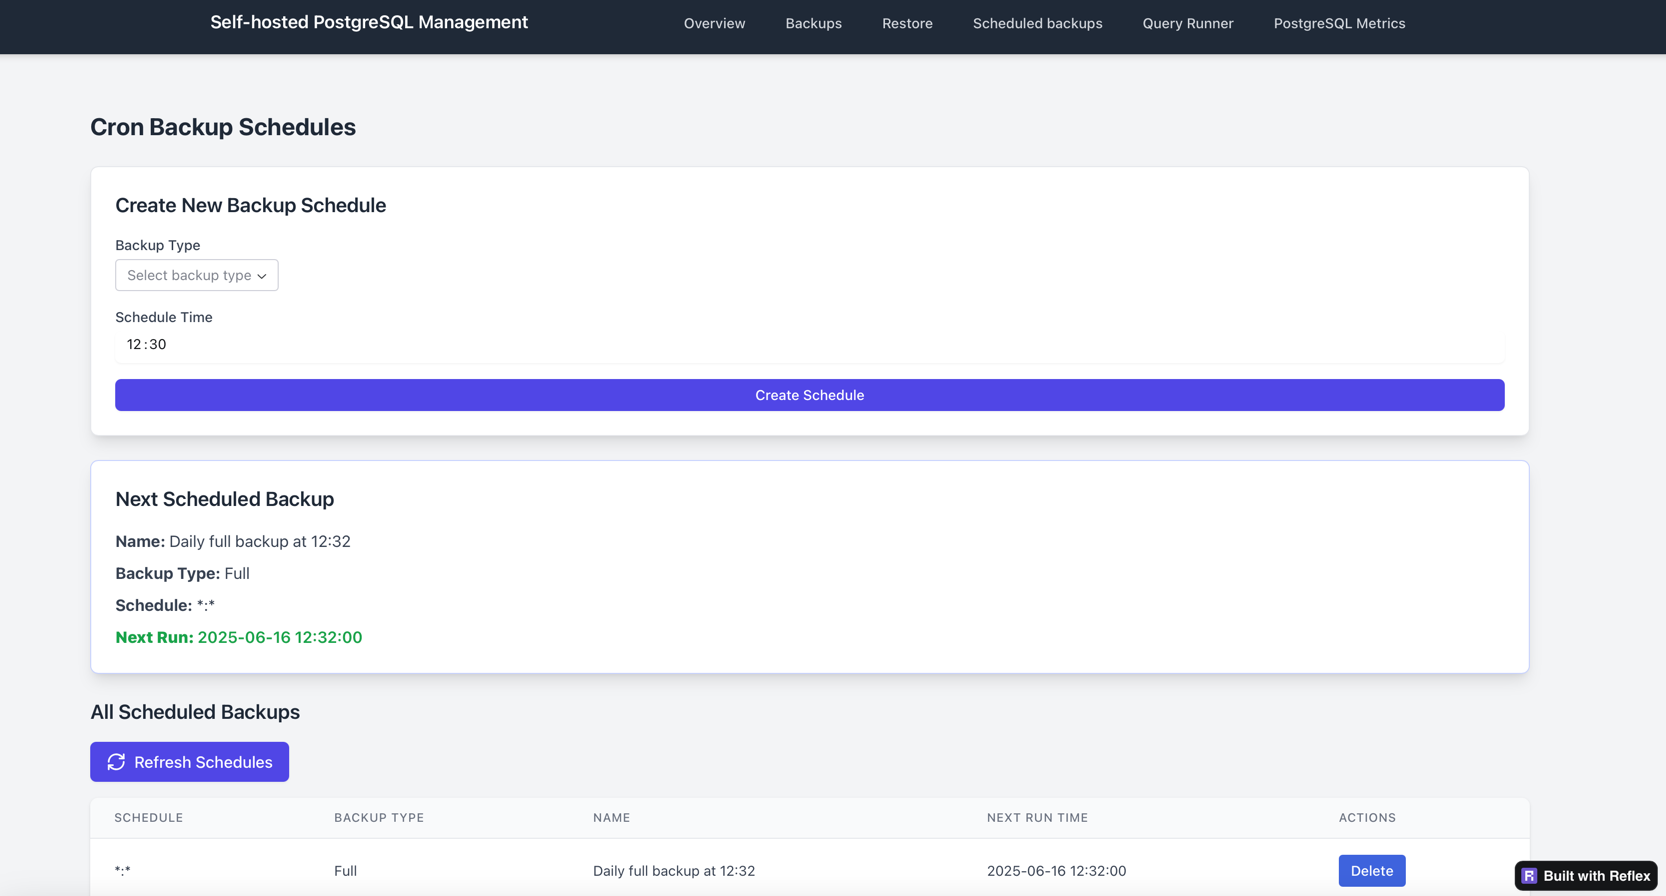 Self-hosted PostgreSQL Management Overview Backups Restore Scheduled backups Query Runner PostgreSQL Metrics
Cron Backup Schedules
Create New Backup Schedule
Backup Type
Select backup type
Schedule Time
12:30
Create Schedule
Next Scheduled Backup
Name: Daily full backup at 12:32
Backup Type: Full
Schedule: *:*
Next Run: 2025-06-16 12:32:00
All Scheduled Backups
Refresh Schedules
SCHEDULE BACKUP TYPE NAME NEXT RUN TIME ACTIONS
*:* Full Daily full backup at 12:32 2025-06-16 12:32:00 Delete
Built with Reflex